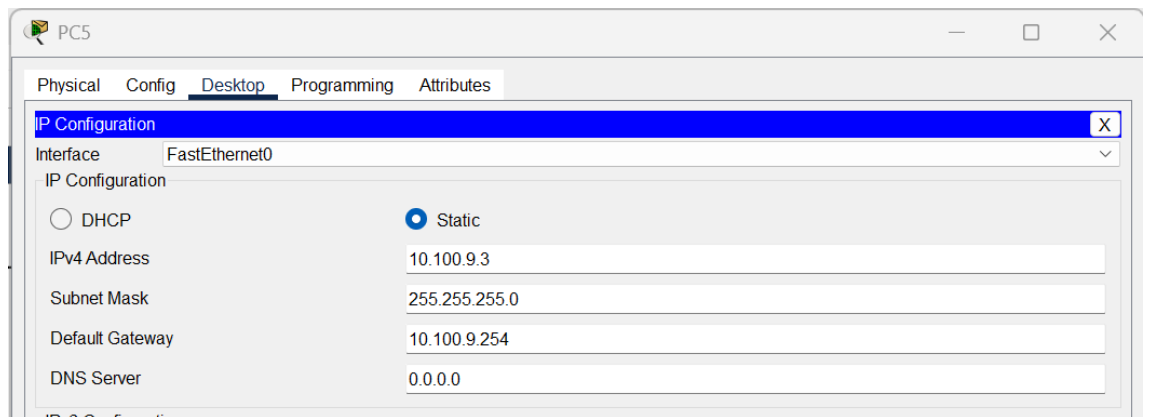 PC5
Physical Config Desktop Programming Attributes
IP Configuration X
Interface FastEthernet0
IP Configuration
DHCP Static
IPv4 Address 10.100.9.3
Subnet Mask 255.255.255.0
Default Gateway 10.100.9.254
DNS Server 0.0.0.0